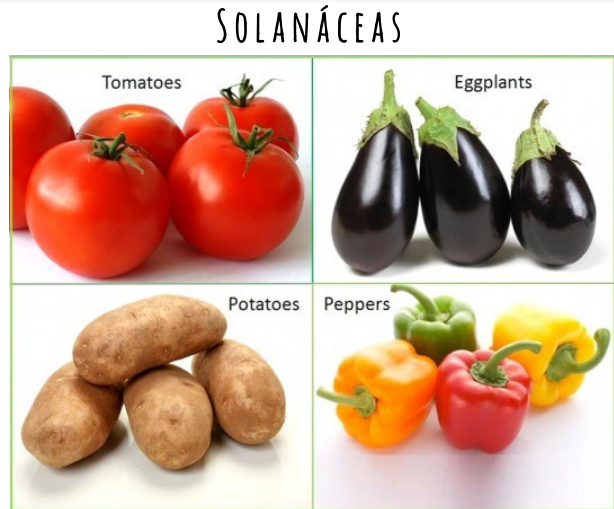 Solanáceas
Tomatoes
Eggplants
Potatoes
Peppers